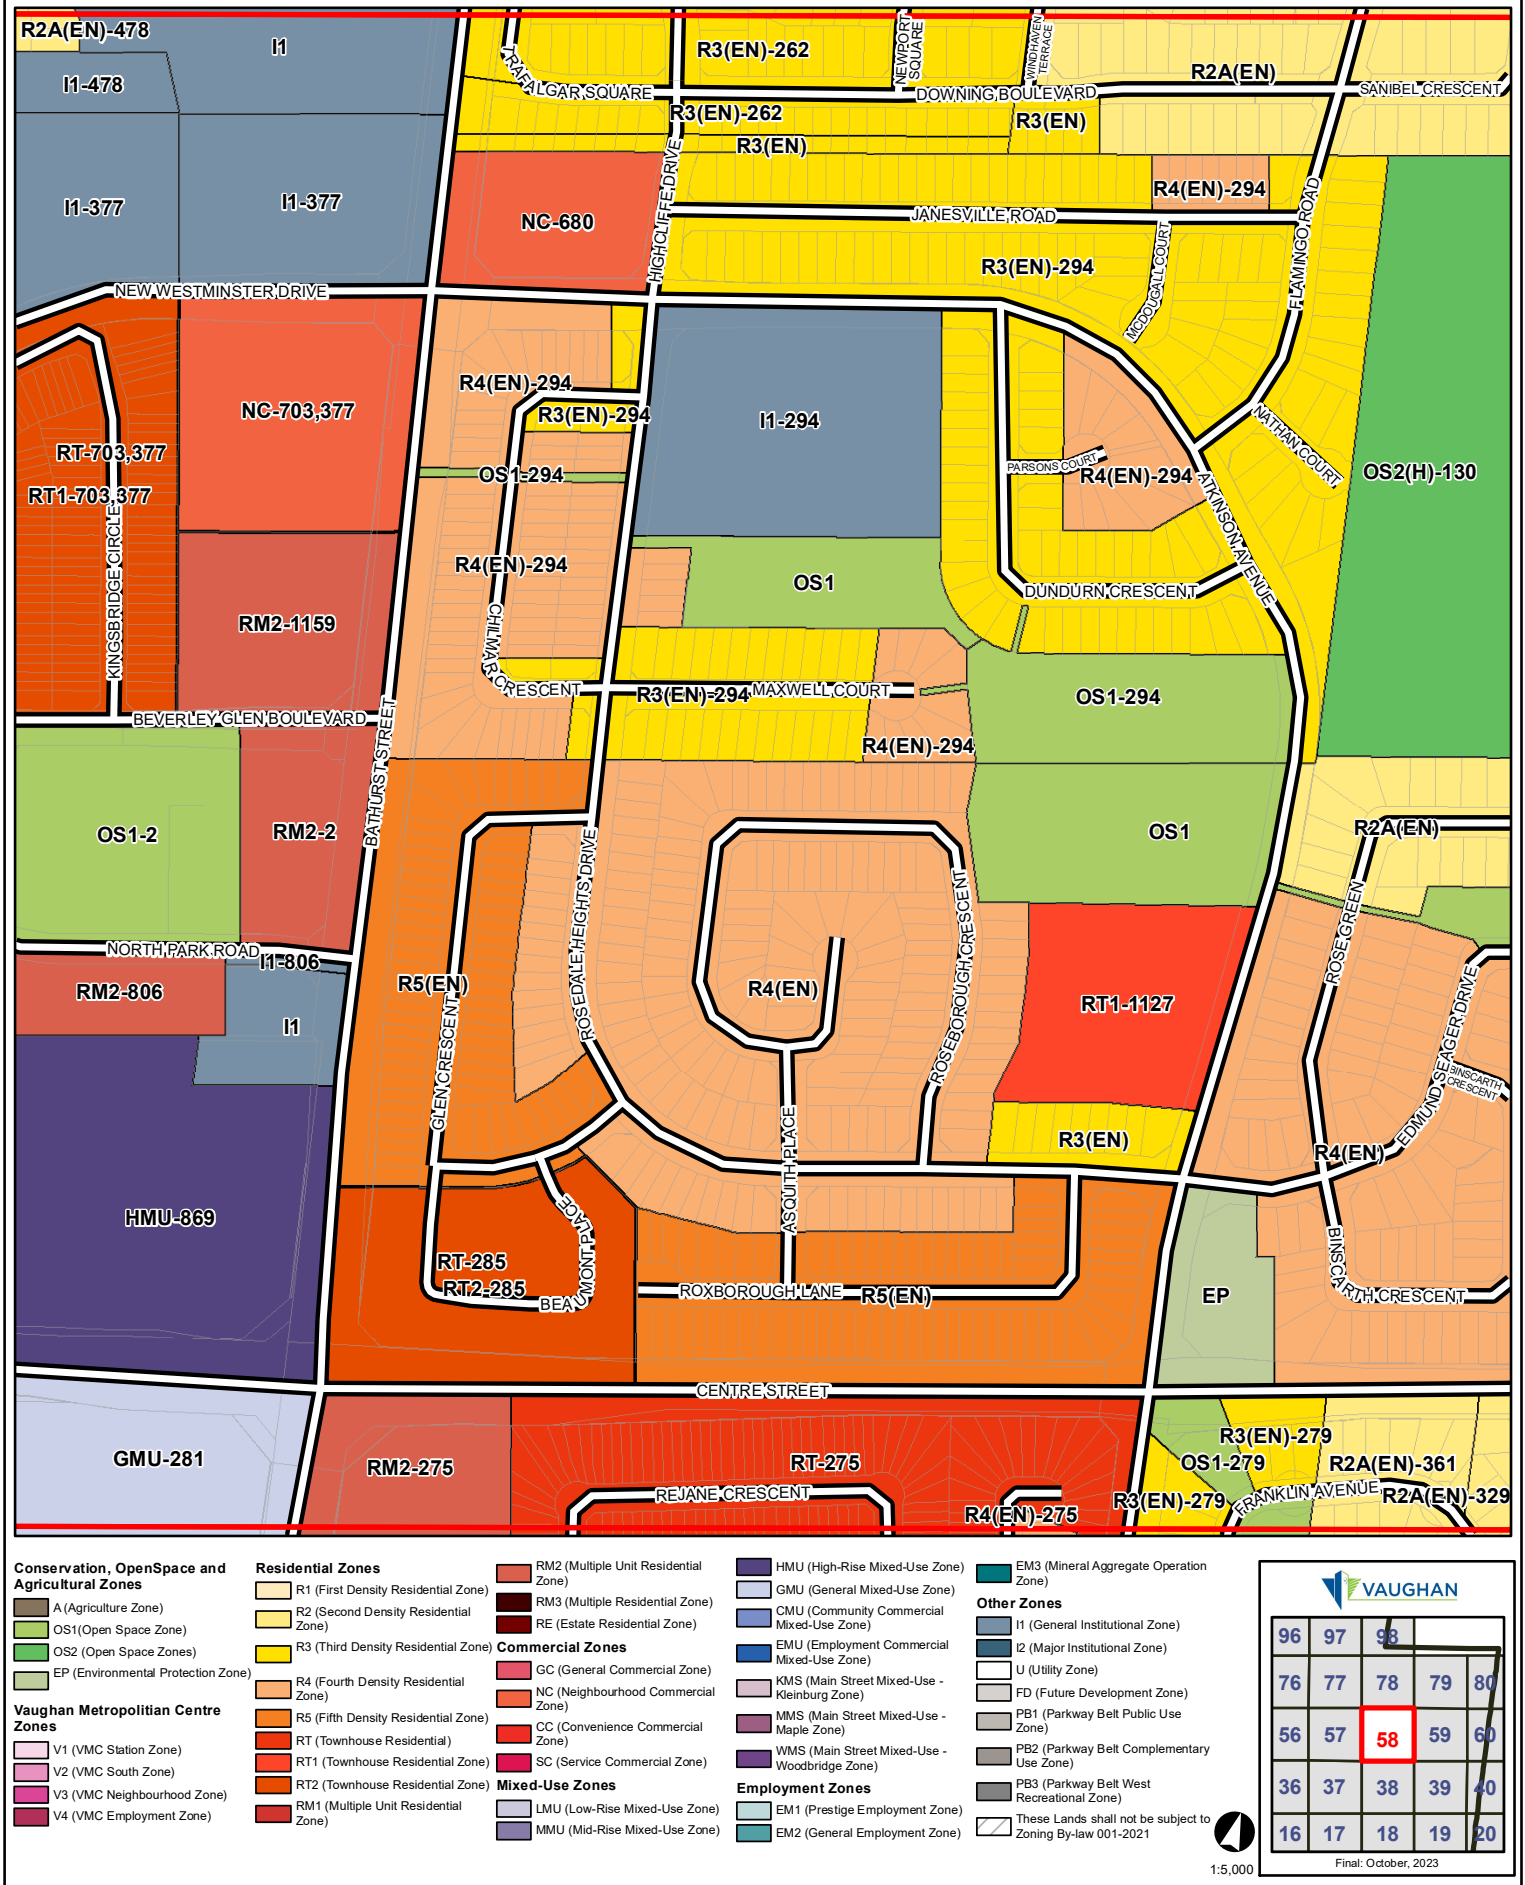 R2A(EN)-478
I1
I1-478
I1-377
I1-377
TRAFALGAR SQUARE
R3(EN)-262
NEWPORT
SQUARE
WINDHAVEN
TERRACE
R2A(EN)
DOWNING BOULEVARD
SANIBEL CRESCENT
R3(EN)-262
R3(EN)
R3(EN)
NC-680
HIGHCLIFFE DRIVE
R4(EN)-294
JANESVILLE ROAD
FLAMINGO ROAD
R3(EN)-294
MCDOUGALL COURT
NEW WESTMINSTER DRIVE
NC-703,377
R4(EN)-294
R3(EN)-294
I1-294
NATHAN COURT
RT-703,377
RT1-703,377
OS1-294
PARSONS COURT
R4(EN)-294
OS2(H)-130
ATKINSON AVENUE
KINGSBRIDGE CIRCLE
R4(EN)-294
OS1
DUNDURN CRESCENT
RM2-1159
CHILMAR CRESCENT
R3(EN)-294
MAXWELL COURT
OS1-294
BEVERLEY GLEN BOULEVARD
BATHURST STREET
R4(EN)-294
OS1-2
RM2-2
OS1
R2A(EN)
ROSEDALE HEIGHTS DRIVE
ROSEBOROUGH CRESCENT
ROSE GREEN
NORTH PARK ROAD
I1-806
RM2-806
I1
R5(EN)
GLEN CRESCENT
R4(EN)
RT1-1127
EDMUND SEAGER DRIVE
BINSCARTH
CRESCENT
ASQUITH PLACE
R3(EN)
R4(EN)
HMU-869
RT-285
RT2-285
BEAUMONT PLACE
ROXBOROUGH LANE
R5(EN)
EP
BINSCARTH CRESCENT
CENTRE STREET
GMU-281
RM2-275
RT-275
REJANE CRESCENT
R4(EN)-275
R3(EN)-279
R3(EN)-279
OS1-279
FRANKLIN AVENUE
R2A(EN)-361
R2A(EN)-329
Conservation, OpenSpace and
Agricultural Zones
A (Agriculture Zone)
OS1(Open Space Zone)
OS2 (Open Space Zones)
EP (Environmental Protection Zone)
Vaughan Metropolitan Centre
Zones
V1 (VMC Station Zone)
V2 (VMC South Zone)
V3 (VMC Neighbourhood Zone)
V4 (VMC Employment Zone)
Residential Zones
R1 (First Density Residential Zone)
R2 (Second Density Residential
Zone)
R3 (Third Density Residential Zone)
R4 (Fourth Density Residential
Zone)
R5 (Fifth Density Residential Zone)
RT (Townhouse Residential)
RT1 (Townhouse Residential Zone)
RT2 (Townhouse Residential Zone)
RM1 (Multiple Unit Residential
Zone)
RM2 (Multiple Unit Residential
Zone)
RM3 (Multiple Residential Zone)
RE (Estate Residential Zone)
Commercial Zones
GC (General Commercial Zone)
NC (Neighbourhood Commercial
Zone)
CC (Convenience Commercial
Zone)
SC (Service Commercial Zone)
Mixed-Use Zones
LMU (Low-Rise Mixed-Use Zone)
MMU (Mid-Rise Mixed-Use Zone)
HMU (High-Rise Mixed-Use Zone)
GMU (General Mixed-Use Zone)
CMU (Community Commercial
Mixed-Use Zone)
EMU (Employment Commercial
Mixed-Use Zone)
KMS (Main Street Mixed-Use -
Kleinburg Zone)
MMS (Main Street Mixed-Use -
Maple Zone)
WMS (Main Street Mixed-Use -
Woodbridge Zone)
Employment Zones
EM1 (Prestige Employment Zone)
EM2 (General Employment Zone)
EM3 (Mineral Aggregate Operation
Zone)
Other Zones
I1 (General Institutional Zone)
I2 (Major Institutional Zone)
U (Utility Zone)
FD (Future Development Zone)
PB1 (Parkway Belt Public Use
Zone)
PB2 (Parkway Belt Complementary
Use Zone)
PB3 (Parkway Belt West
Recreational Zone)
These Lands shall not be subject to
Zoning By-law 001-2021
1:5,000
VAUGHAN
96 97 98
76 77 78 79 80
56 57 58 59 60
36 37 38 39 40
16 17 18 19 20
Final: October, 2023